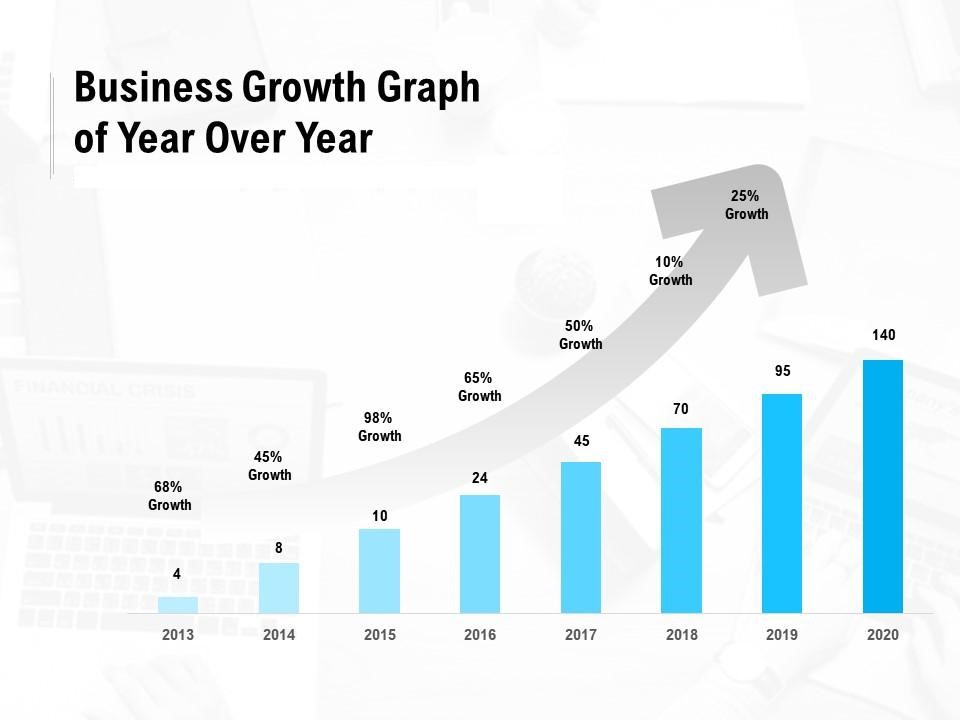 Business Growth Graph
of Year Over Year
25%
Growth
10%
Growth
50%
Growth
65%
Growth
98%
Growth
45%
Growth
68%
Growth
4
8
10
24
45
70
95
140
2013 2014 2015 2016 2017 2018 2019 2020
FINANCIAL CRISIS